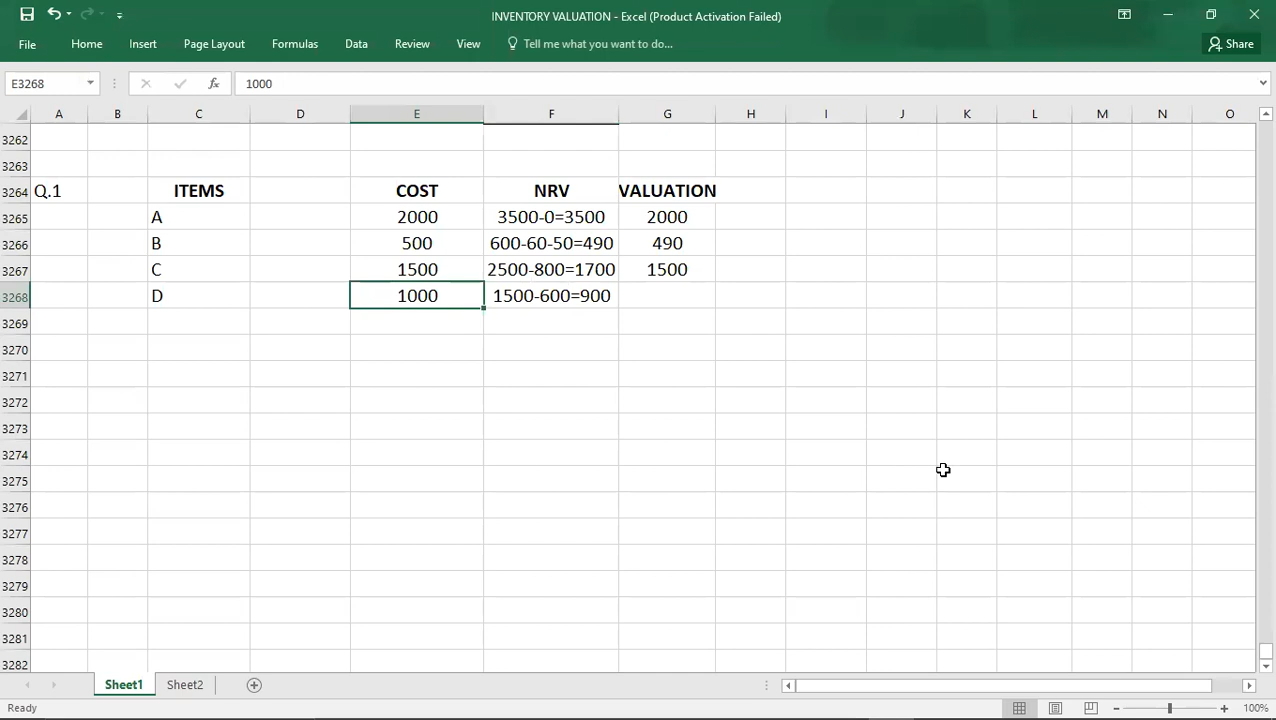 INVENTORY VALUATION - Excel (Product Activation Failed)
File Home Insert Page Layout Formulas Data Review View Tell me what you want to do... Share
E3268 fx 1000
A B C D E F G H I J K L M N O
3262
3263
3264 Q.1 ITEMS COST NRV VALUATION
3265 A 2000 3500-0=3500 2000
3266 B 500 600-60-50=490 490
3267 C 1500 2500-800=1700 1500
3268 D 1000 1500-600=900
3269
3270
3271
3272
3273
3274
3275
3276
3277
3278
3279
3280
3281
3282
Sheet1 Sheet2
Ready 100%